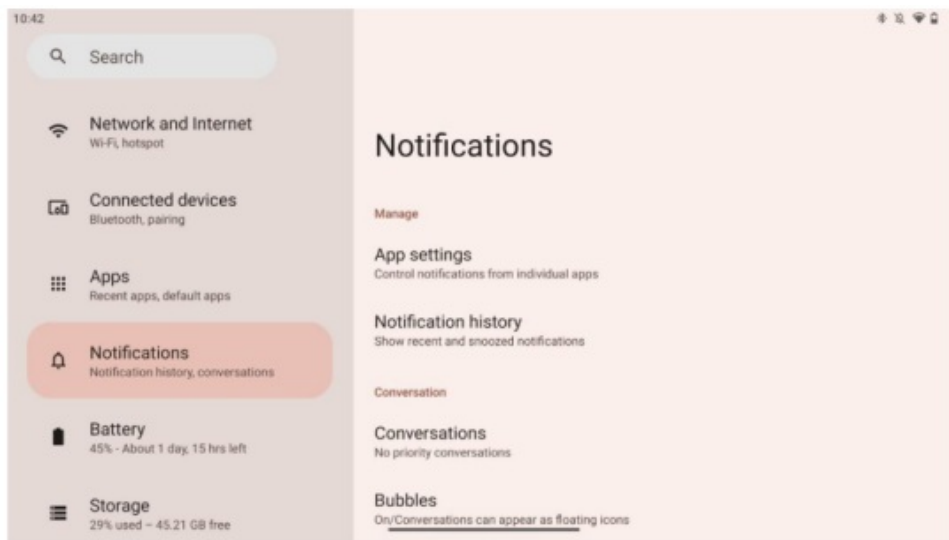 10:42
Search
Network and Internet
Wi-Fi, hotspot
Connected devices
Bluetooth, pairing
Apps
Recent apps, default apps
Notifications
Notification history, conversations
Battery
45% - About 1 day, 15 hrs left
Storage
29% used – 45.21 GB free
Notifications
Manage
App settings
Control notifications from individual apps
Notification history
Show recent and snoozed notifications
Conversation
Conversations
No priority conversations
Bubbles
On/Conversations can appear as floating icons